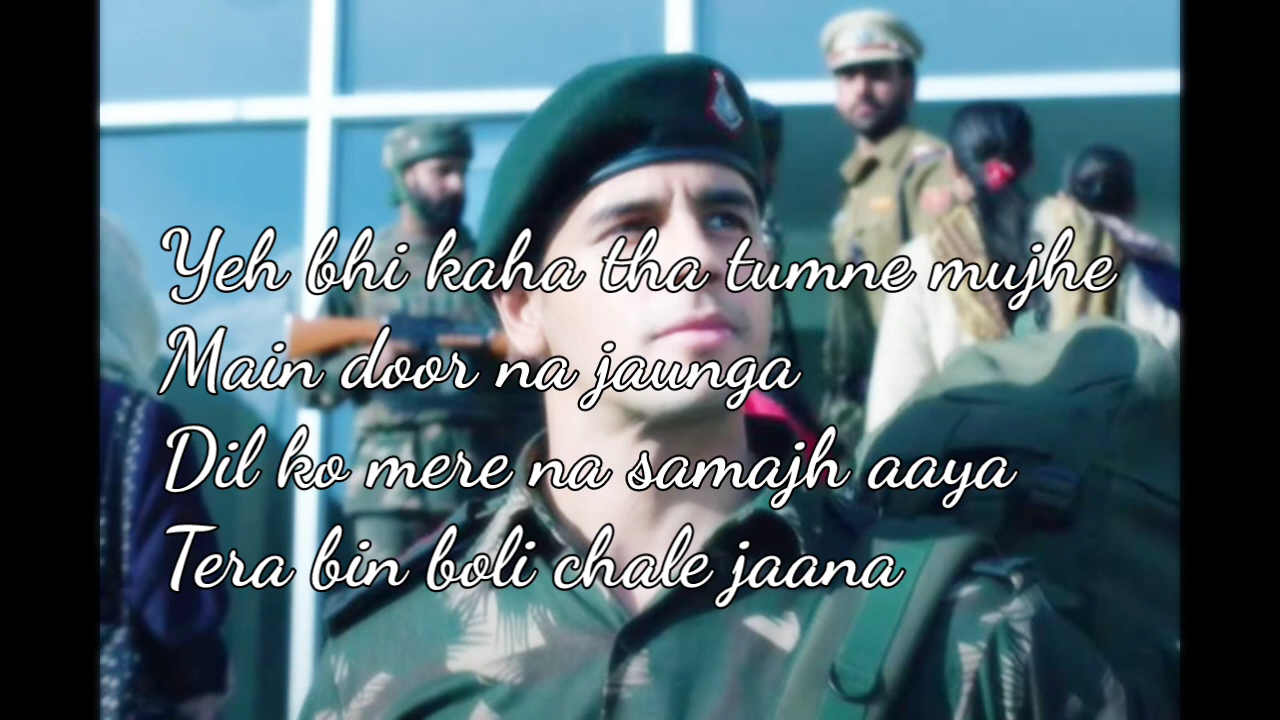 Yeh bhi kaha tha tumne mujhe
Main door na jaunga
Dil ko mere na samajh aaya
Tera bin boli chale jaana